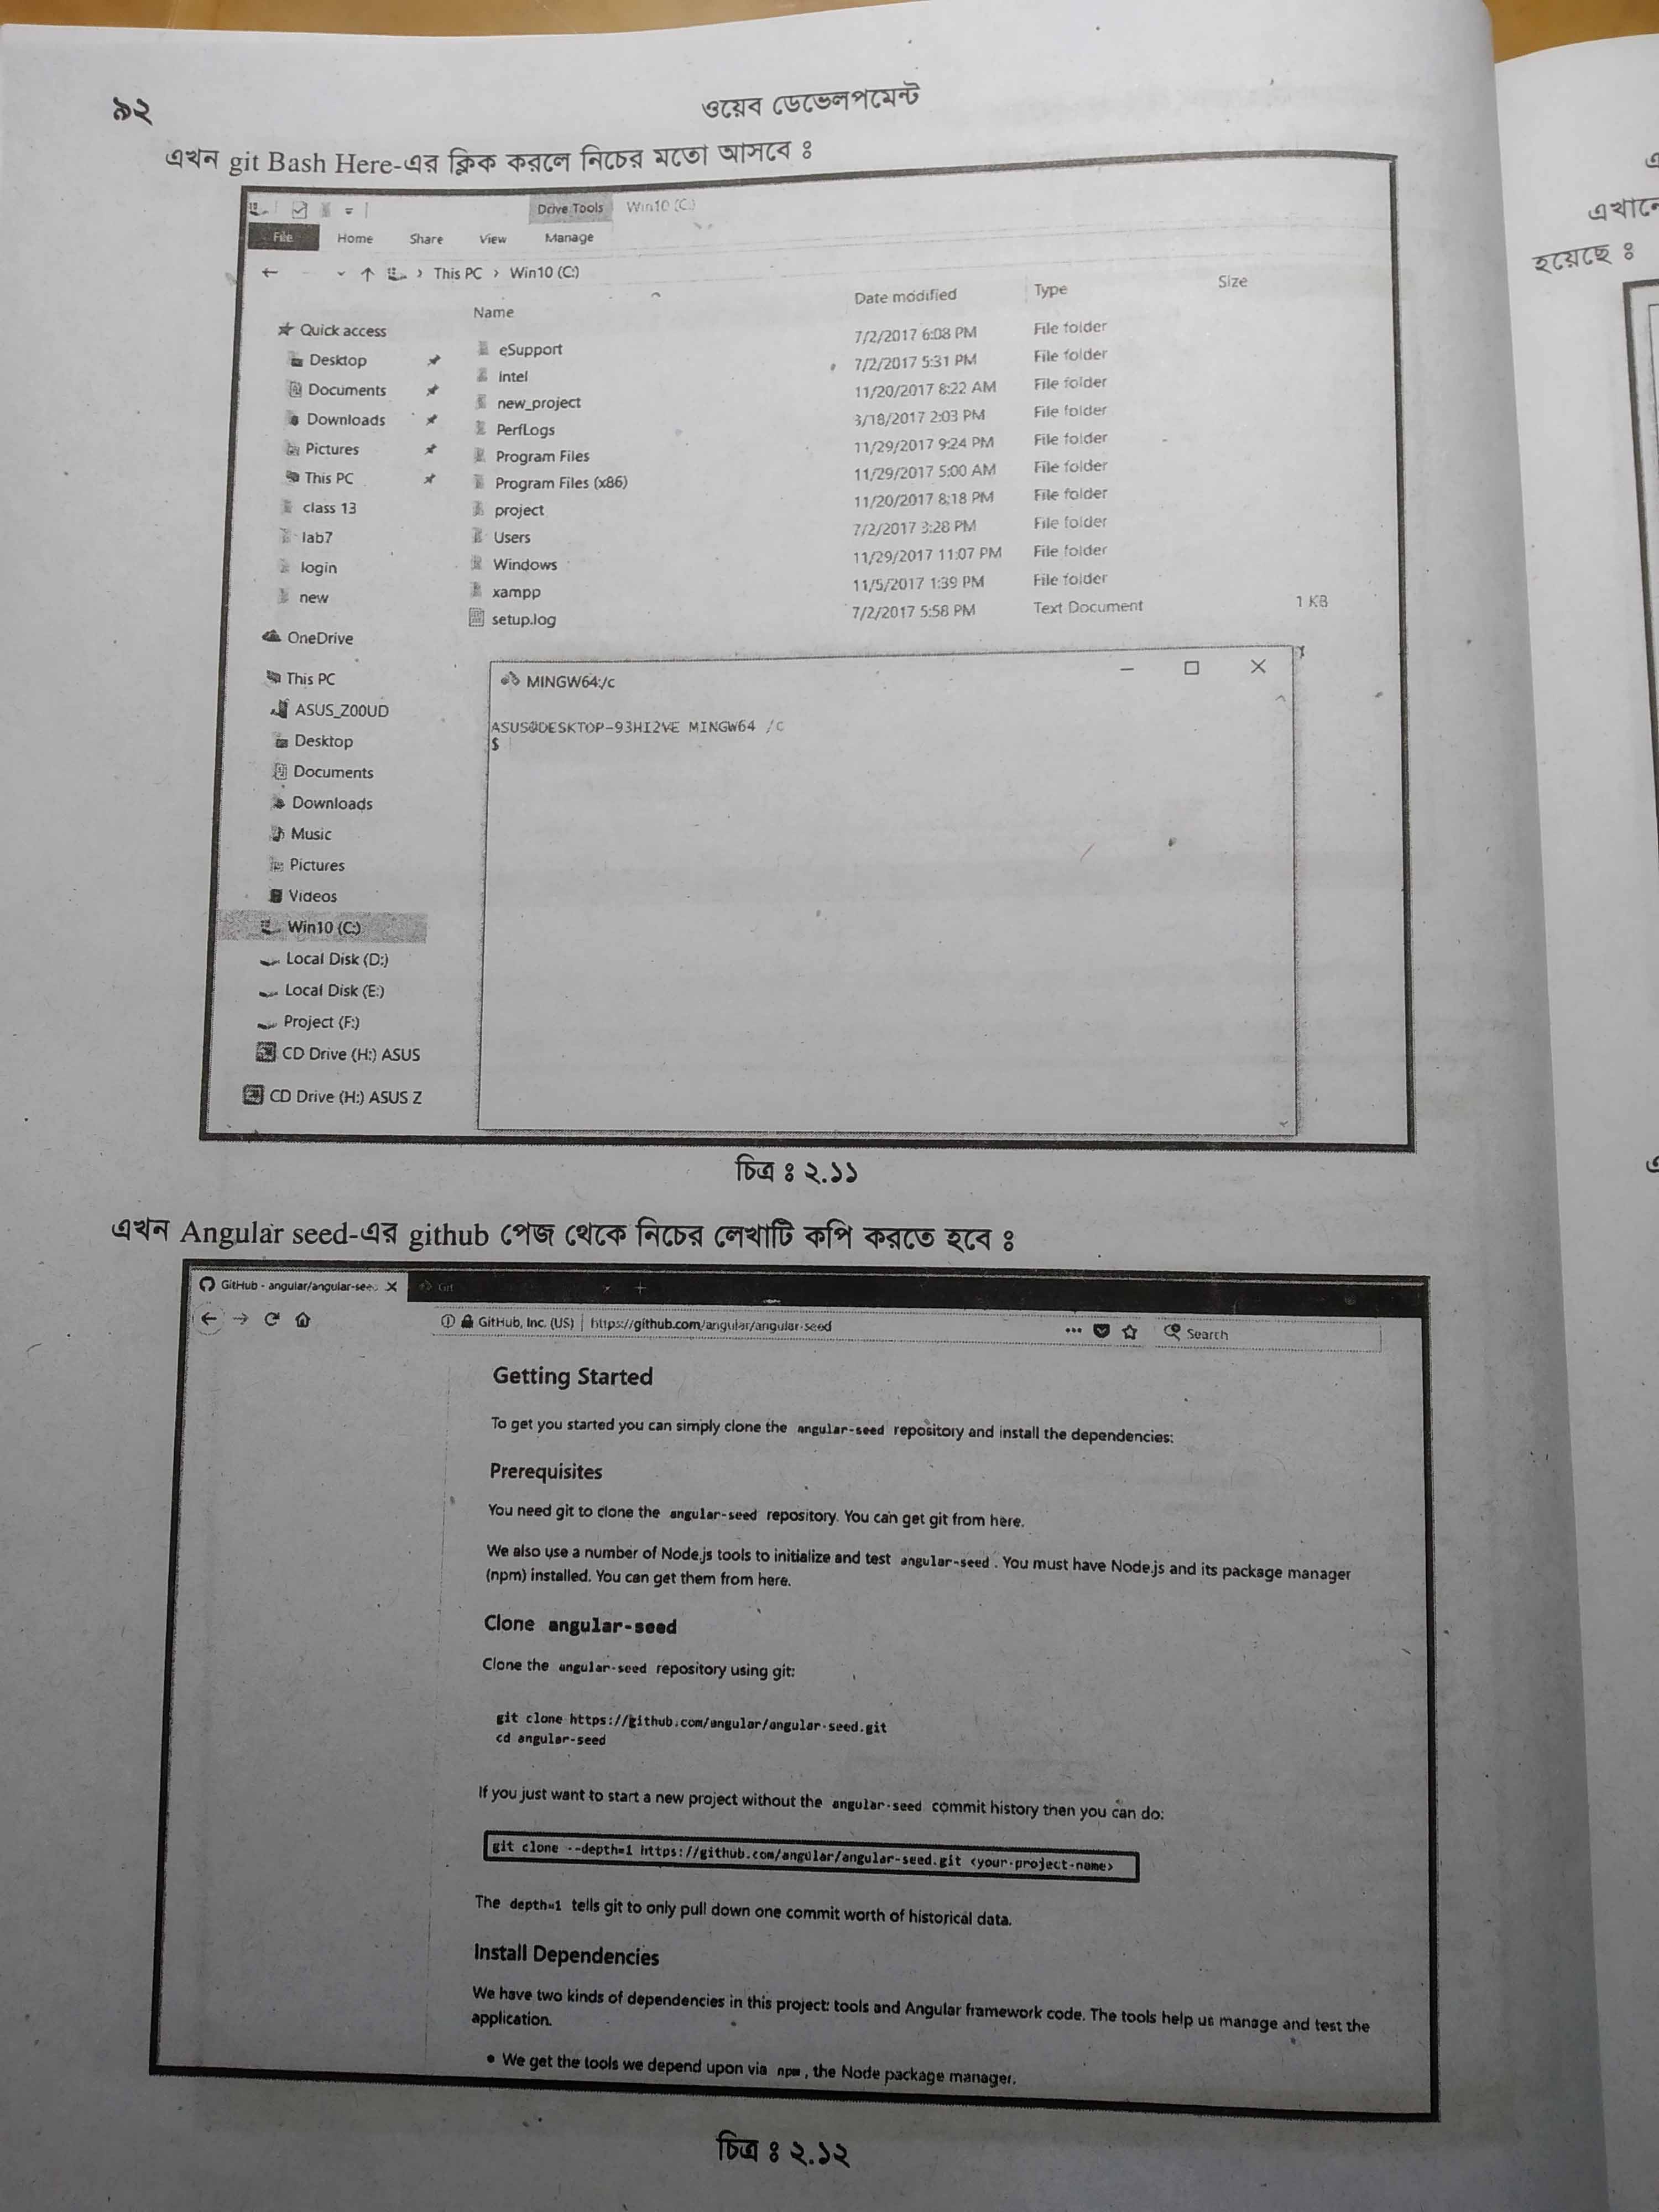 ৯২
ওয়েব ডেভেলপমেন্ট
এখন git Bash Here-এর ক্লিক করলে নিচের মতো আসবে ঃ
Drive Tools Win10 (C:)
File Home Share View Manage
This PC › Win10 (C:)
Name Date modified Type Size
Quick access
Desktop
Documents
Downloads
Pictures
This PC
class 13
lab7
login
new
OneDrive
This PC
ASUS_Z00UD
Desktop
Documents
Downloads
Music
Pictures
Videos
Win10 (C:)
Local Disk (D:)
Local Disk (E:)
Project (F:)
CD Drive (H:) ASUS
CD Drive (H:) ASUS Z
eSupport 7/2/2017 6:08 PM File folder
Intel 7/2/2017 5:31 PM File folder
new_project 11/20/2017 8:22 AM File folder
PerfLogs 3/18/2017 2:03 PM File folder
Program Files 11/29/2017 9:24 PM File folder
Program Files (x86) 11/29/2017 5:00 AM File folder
project 11/20/2017 8:18 PM File folder
Users 7/2/2017 3:28 PM File folder
Windows 11/29/2017 11:07 PM File folder
xampp 11/5/2017 1:39 PM File folder
setup.log 7/2/2017 5:58 PM Text Document 1 KB
MINGW64:/c
ASUS@DESKTOP-93HI2VE MINGW64 /c
$
চিত্র ঃ ২.১১
এখন Angular seed-এর github পেজ থেকে নিচের লেখাটি কপি করতে হবে ঃ
GitHub - angular/angular-seed Git
GitHub, Inc. (US) https://github.com/angular/angular-seed Search
Getting Started
To get you started you can simply clone the angular-seed repository and install the dependencies:
Prerequisites
You need git to clone the angular-seed repository. You can get git from here.
We also use a number of Node.js tools to initialize and test angular-seed . You must have Node.js and its package manager
(npm) installed. You can get them from here.
Clone angular-seed
Clone the angular-seed repository using git:
git clone https://github.com/angular/angular-seed.git
cd angular-seed
If you just want to start a new project without the angular-seed commit history then you can do:
git clone --depth=1 https://github.com/angular/angular-seed.git <your-project-name>
The depth=1 tells git to only pull down one commit worth of historical data.
Install Dependencies
We have two kinds of dependencies in this project: tools and Angular framework code. The tools help us manage and test the
application.
• We get the tools we depend upon via npm , the Node package manager.
চিত্র ঃ ২.১২
হয়েছে ঃ